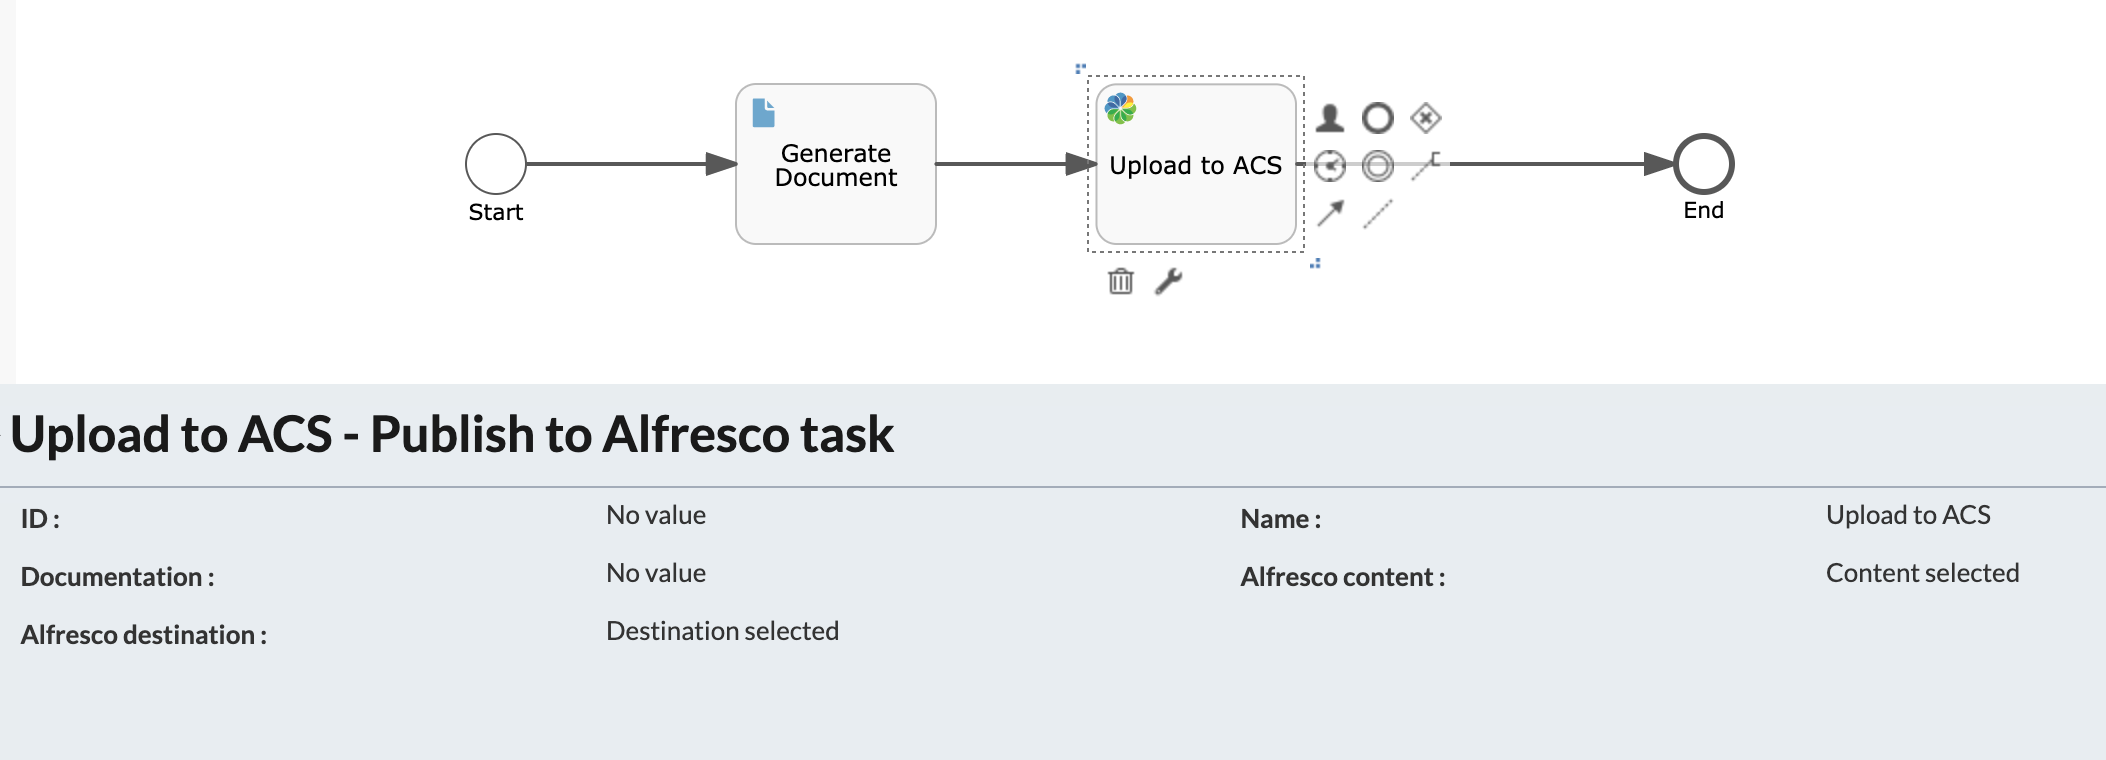 Start
Generate
Document
Upload to ACS
End
Upload to ACS - Publish to Alfresco task
ID :
No value
Name :
Upload to ACS
Documentation :
No value
Alfresco content :
Content selected
Alfresco destination :
Destination selected